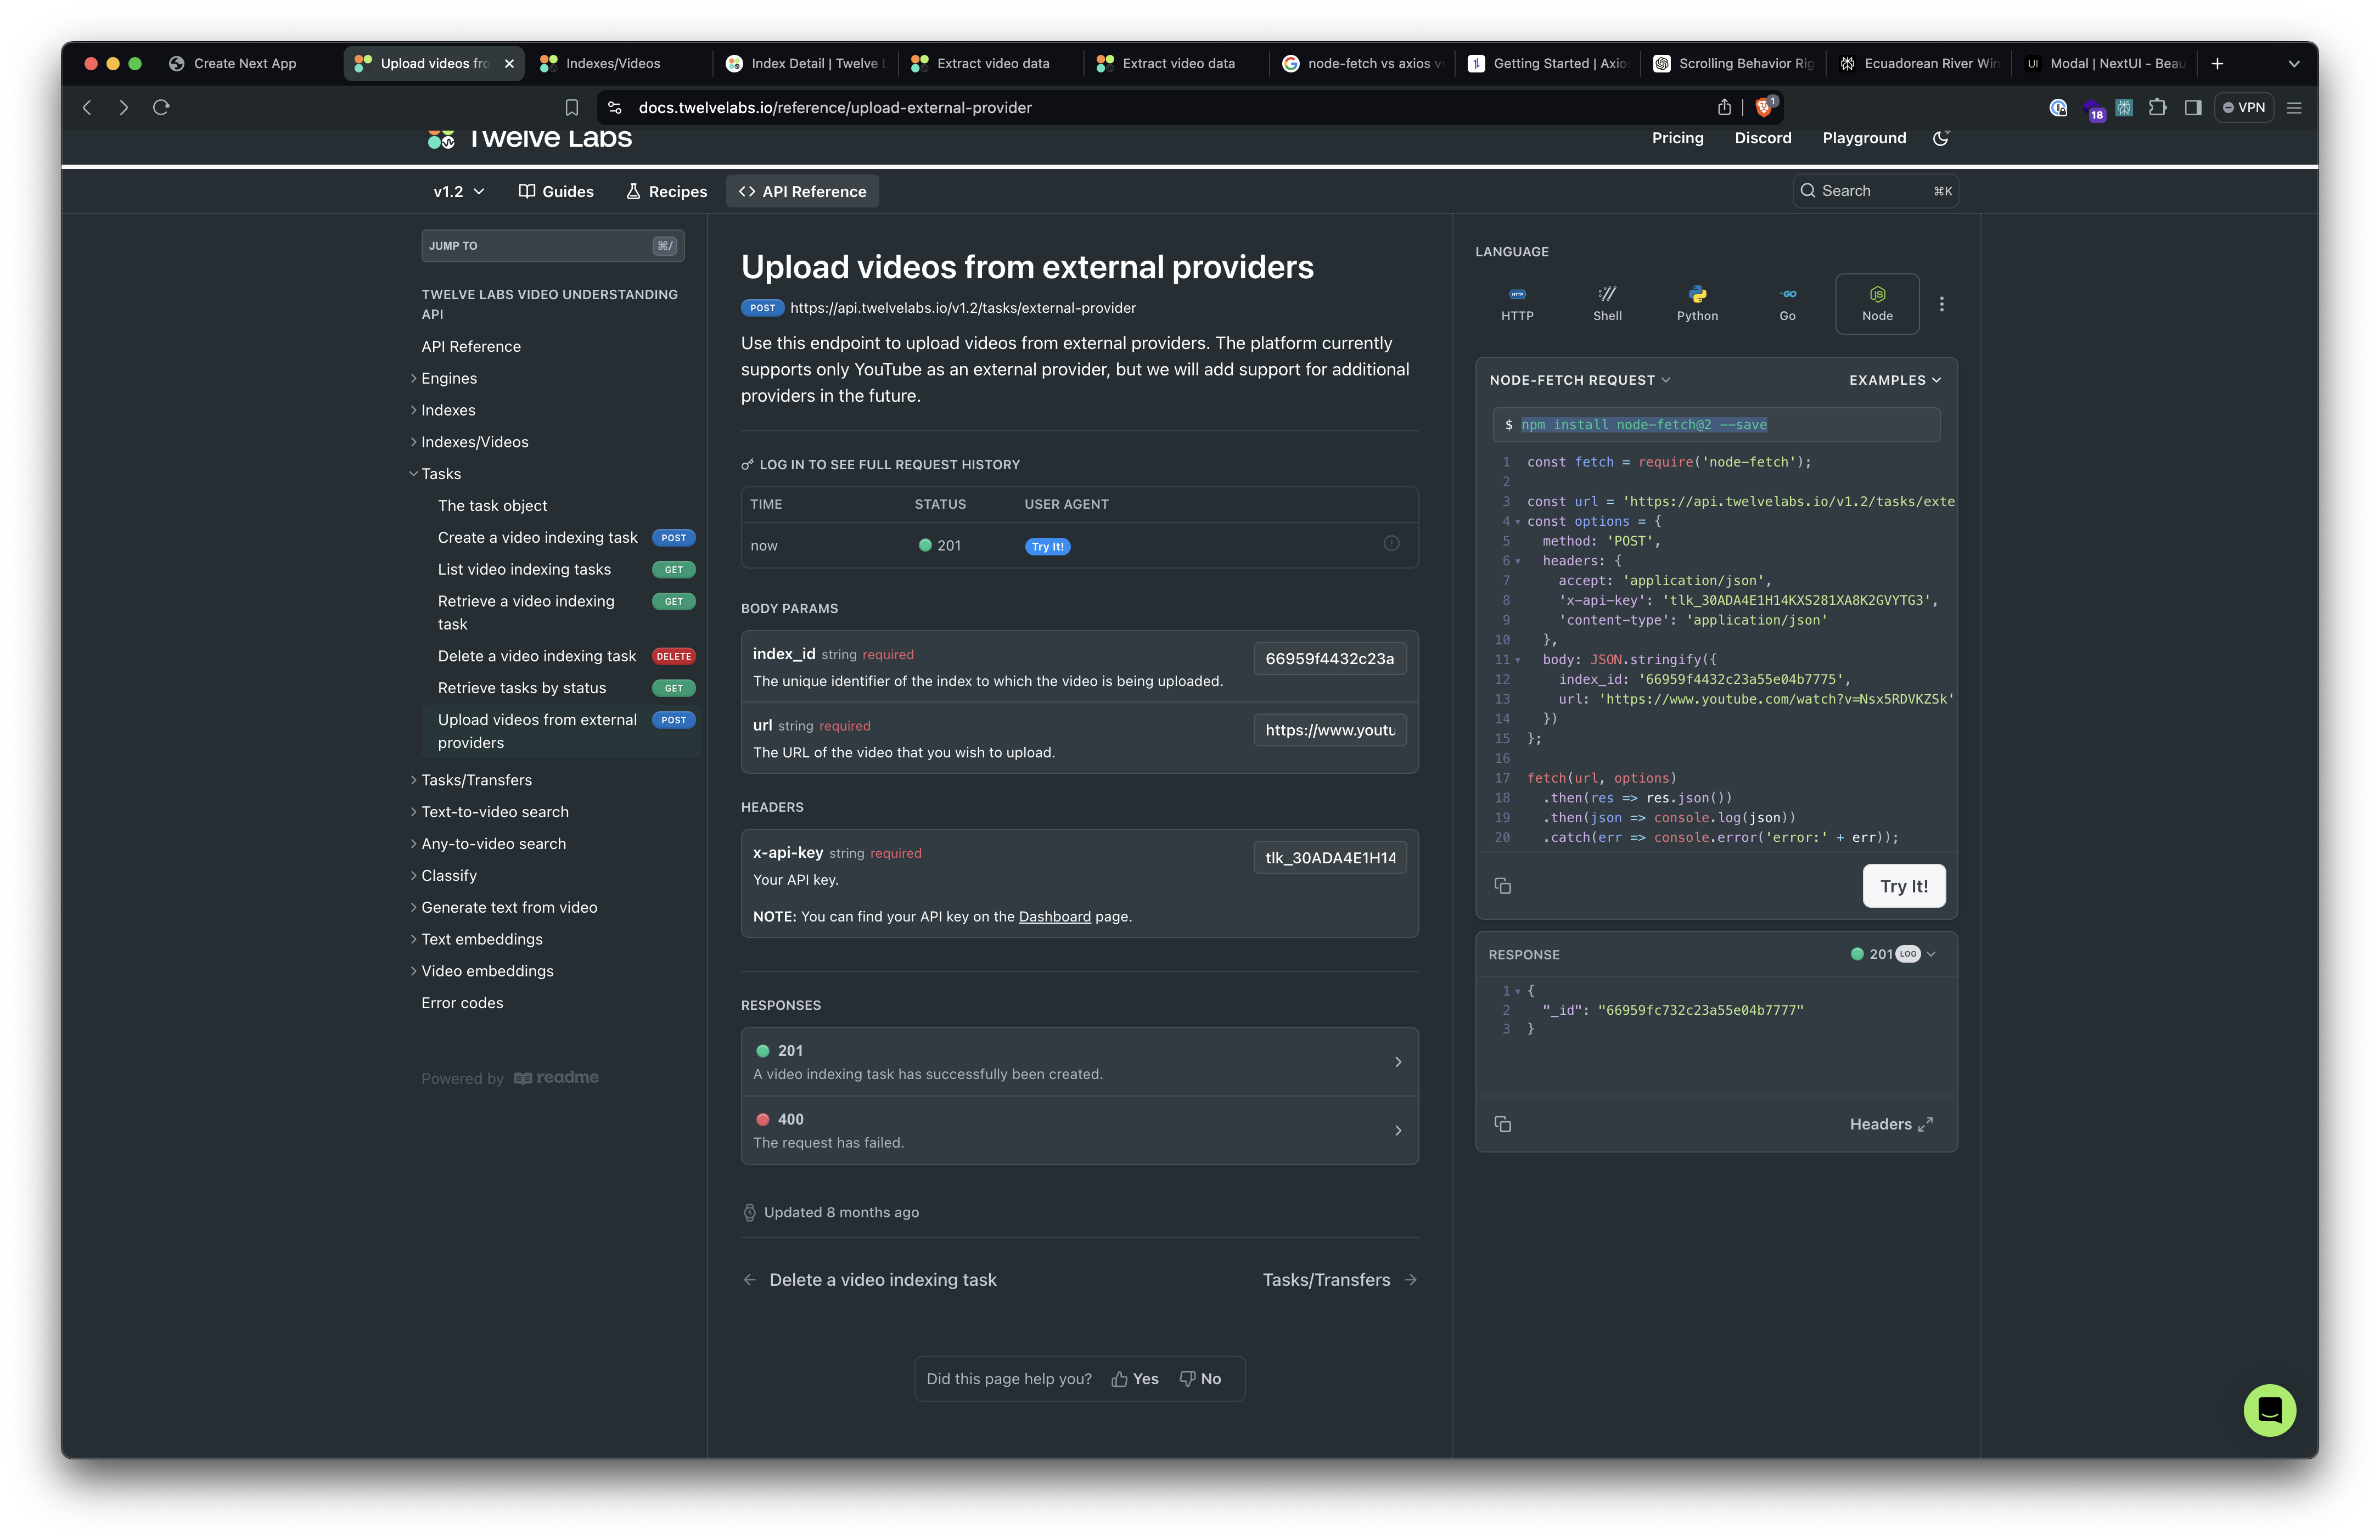 Create Next App
Upload videos fro
Indexes/Videos
Index Detail | Twelve L
Extract video data
Extract video data
node-fetch vs axios v
Getting Started | Axio
Scrolling Behavior Rig
Ecuadorean River Win
UI Modal | NextUI - Beau
docs.twelvelabs.io/reference/upload-external-provider
1
18
VPN
Twelve Labs
Pricing
Discord
Playground
v1.2
Guides
Recipes
<> API Reference
Search
⌘K
JUMP TO
⌘/
TWELVE LABS VIDEO UNDERSTANDING
API
API Reference
Engines
Indexes
Indexes/Videos
Tasks
The task object
Create a video indexing task POST
List video indexing tasks GET
Retrieve a video indexing GET
task
Delete a video indexing task DELETE
Retrieve tasks by status GET
Upload videos from external POST
providers
Tasks/Transfers
Text-to-video search
Any-to-video search
Classify
Generate text from video
Text embeddings
Video embeddings
Error codes
Powered by readme
Upload videos from external providers
POST https://api.twelvelabs.io/v1.2/tasks/external-provider
Use this endpoint to upload videos from external providers. The platform currently
supports only YouTube as an external provider, but we will add support for additional
providers in the future.
LOG IN TO SEE FULL REQUEST HISTORY
TIME STATUS USER AGENT
now 201 Try It!
BODY PARAMS
index_id string required
66959f4432c23a
The unique identifier of the index to which the video is being uploaded.
url string required
https://www.youtu
The URL of the video that you wish to upload.
HEADERS
x-api-key string required
tlk_30ADA4E1H14
Your API key.
NOTE: You can find your API key on the Dashboard page.
RESPONSES
201
A video indexing task has successfully been created.
400
The request has failed.
Updated 8 months ago
← Delete a video indexing task
Tasks/Transfers →
Did this page help you? Yes No
LANGUAGE
HTTP
HTTP
Shell
Python
GO
Go
JS
Node
NODE-FETCH REQUEST
EXAMPLES
$ npm install node-fetch@2 --save
1 const fetch = require('node-fetch');
2
3 const url = 'https://api.twelvelabs.io/v1.2/tasks/exte
4 const options = {
5 method: 'POST',
6 headers: {
7 accept: 'application/json',
8 'x-api-key': 'tlk_30ADA4E1H14KXS281XA8K2GVYTG3',
9 'content-type': 'application/json'
10 },
11 body: JSON.stringify({
12 index_id: '66959f4432c23a55e04b7775',
13 url: 'https://www.youtube.com/watch?v=Nsx5RDVKZSk'
14 })
15 };
16
17 fetch(url, options)
18 .then(res => res.json())
19 .then(json => console.log(json))
20 .catch(err => console.error('error:' + err));
Try It!
RESPONSE
201 LOG
1 {
2 "_id": "66959fc732c23a55e04b7777"
3 }
Headers